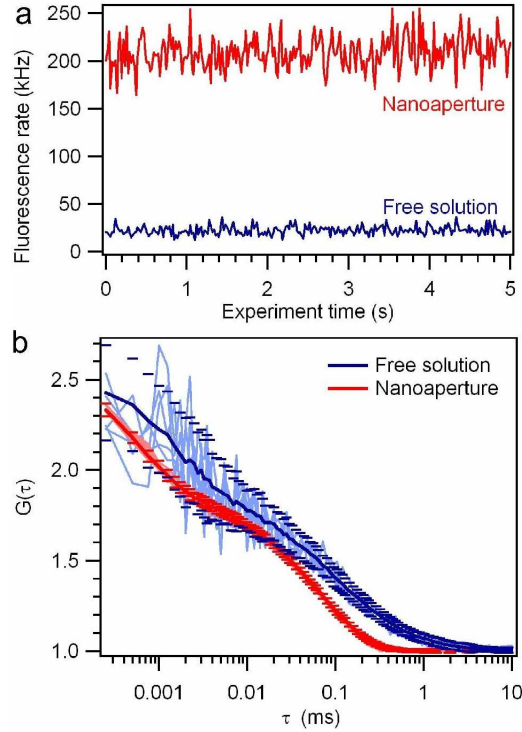 a
250
200
150
100
50
0
Fluorescence rate (kHz)
Nanoaperture
Free solution
0 1 2 3 4 5
Experiment time (s)
b
Free solution
Nanoaperture
2.5
2.0
1.5
1.0
G(τ)
0.001 0.01 0.1 1 10
τ (ms)